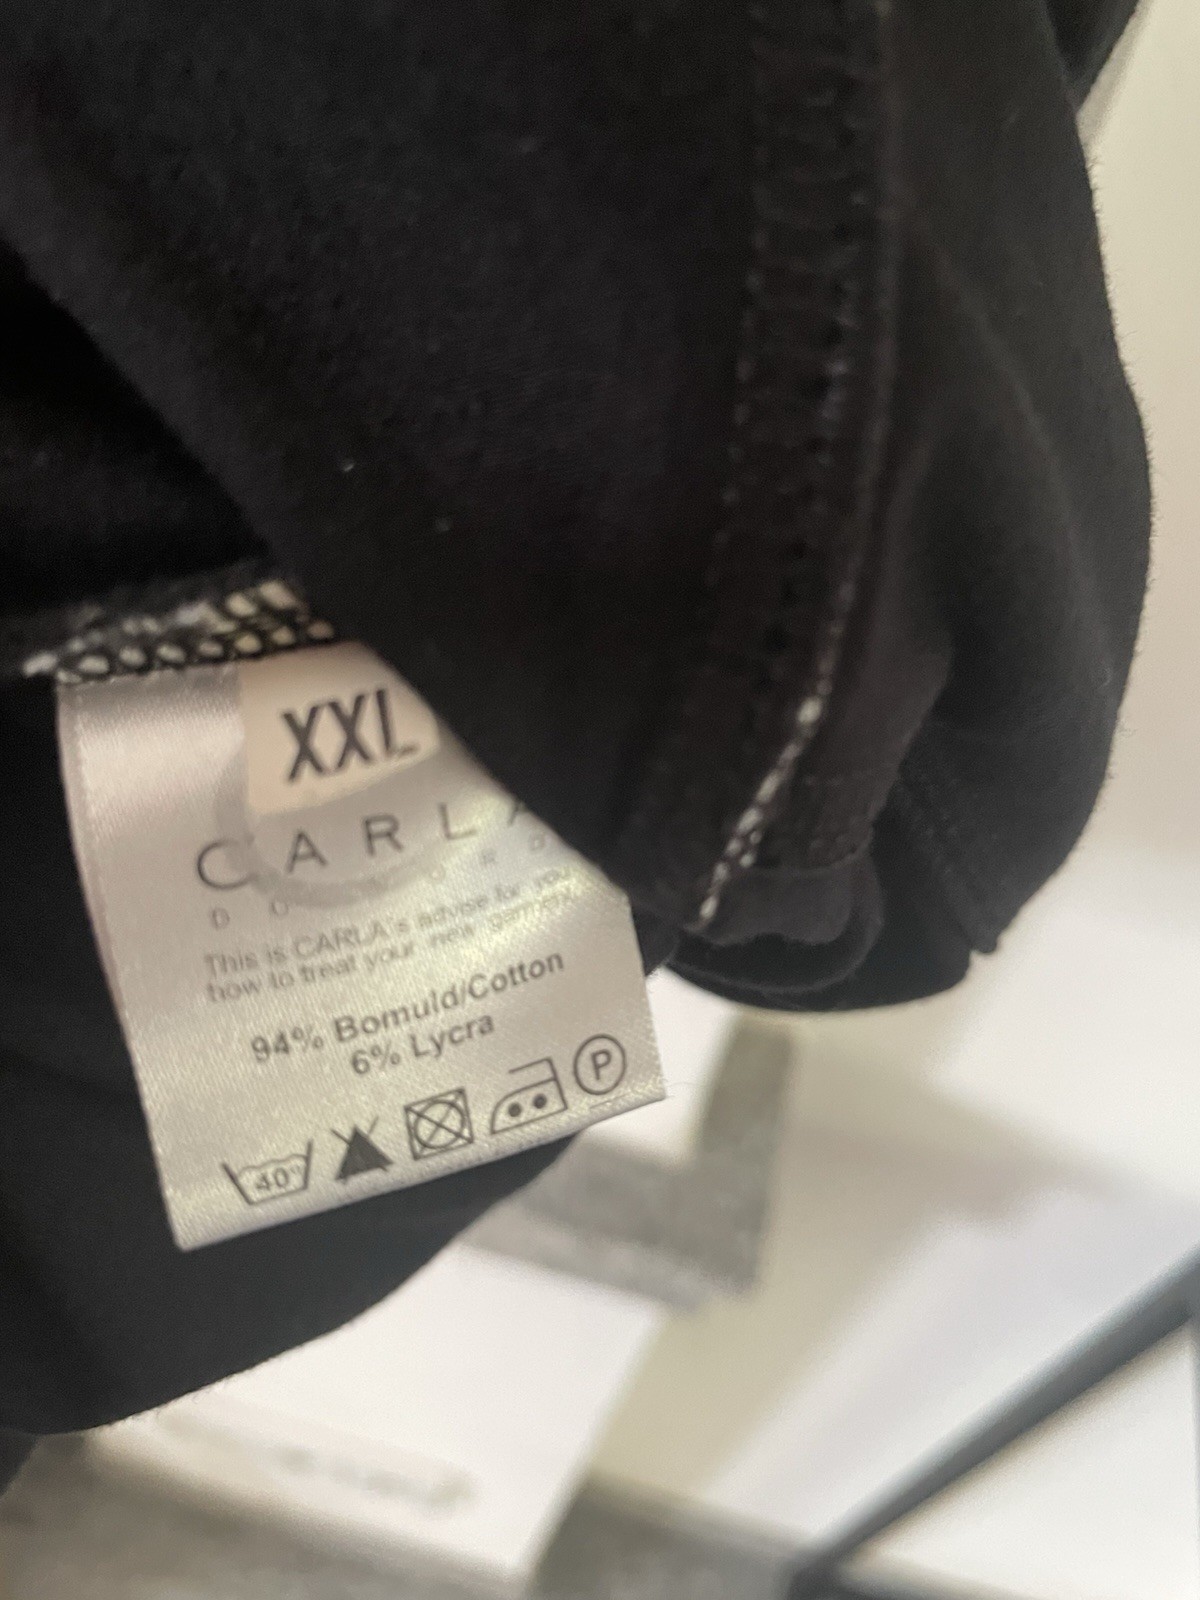 XXL
CARLA
This is CARLA's advise for you
how to treat your new garment
94% Bomuld/Cotton
6% Lycra
40° P